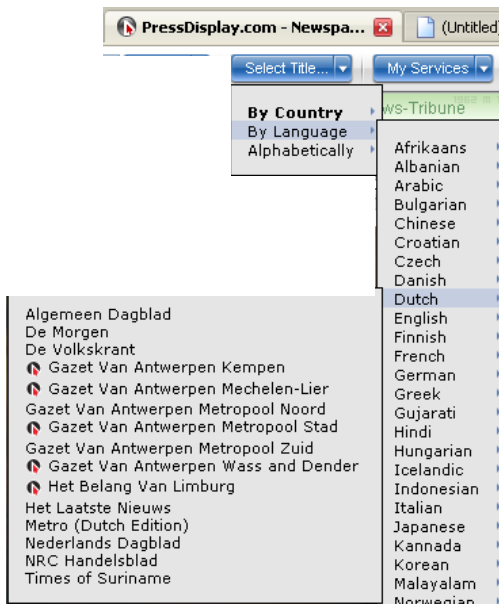 PressDisplay.com - Newspa...
(Untitled)
Select Title...
My Services
ws-Tribune
By Country
By Language
Alphabetically
Afrikaans
Albanian
Arabic
Bulgarian
Chinese
Croatian
Czech
Danish
Dutch
English
Finnish
French
German
Greek
Gujarati
Hindi
Hungarian
Icelandic
Indonesian
Italian
Japanese
Kannada
Korean
Malayalam
Norwegian
Algemeen Dagblad
De Morgen
De Volkskrant
Gazet Van Antwerpen Kempen
Gazet Van Antwerpen Mechelen-Lier
Gazet Van Antwerpen Metropool Noord
Gazet Van Antwerpen Metropool Stad
Gazet Van Antwerpen Metropool Zuid
Gazet Van Antwerpen Wass and Dender
Het Belang Van Limburg
Het Laatste Nieuws
Metro (Dutch Edition)
Nederlands Dagblad
NRC Handelsblad
Times of Suriname